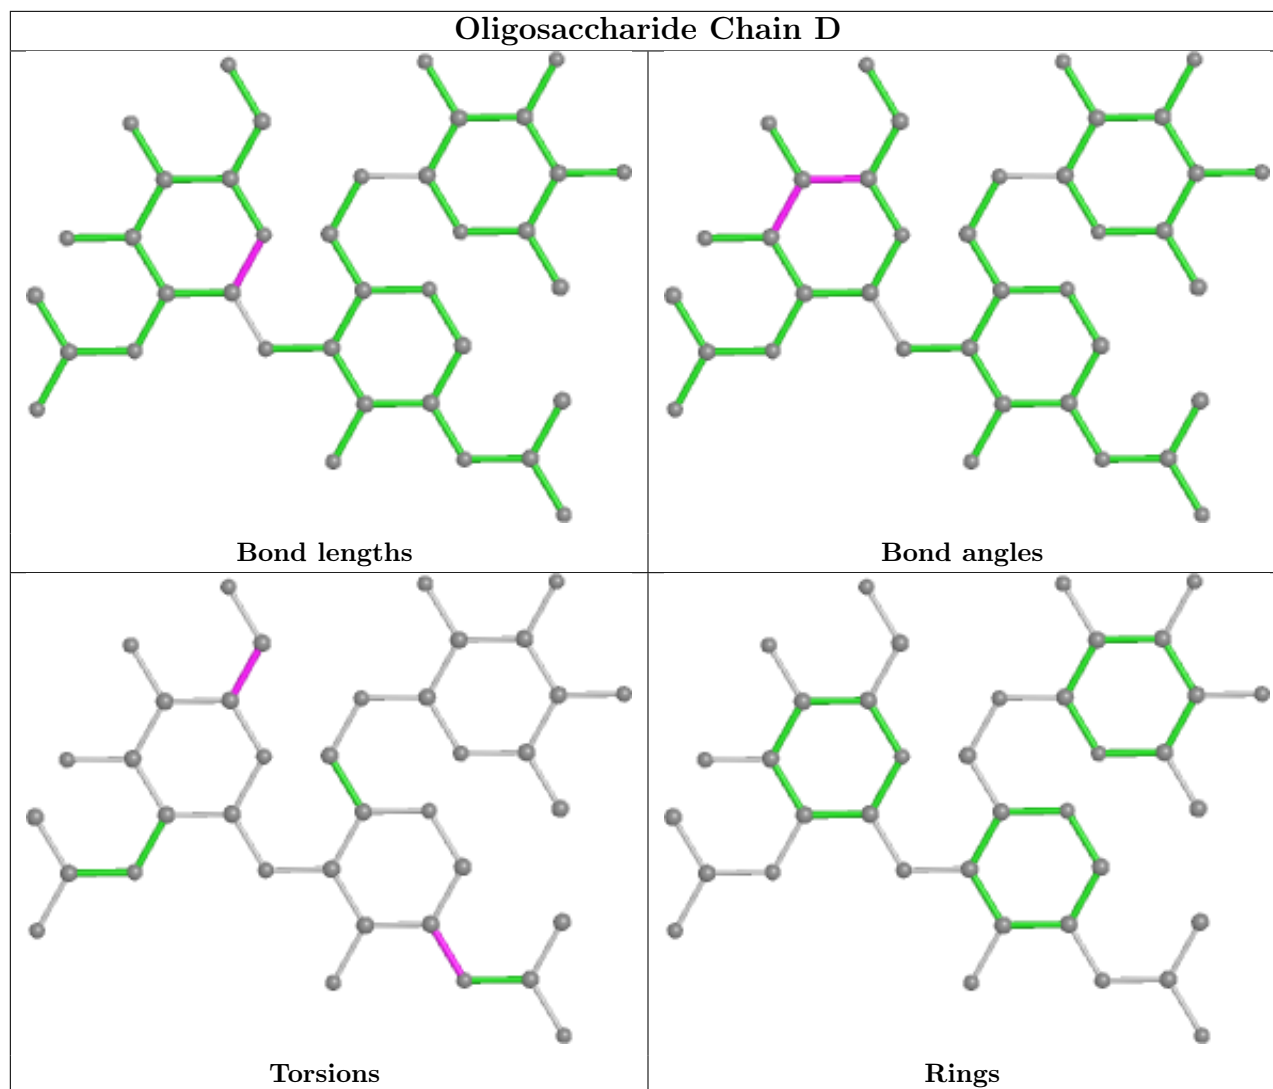 Oligosaccharide Chain D
Bond lengths
Bond angles
Torsions
Rings